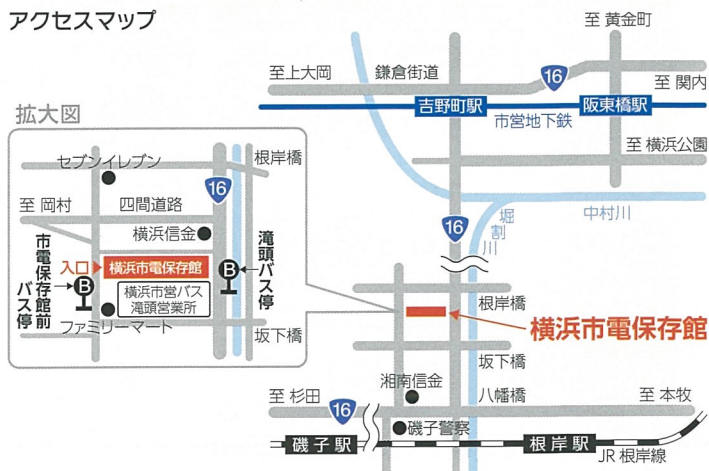 アクセスマップ
至 黄金町
至上大岡
鎌倉街道
16
至 関内
吉野町駅
市営地下鉄
阪東橋駅
至 横浜公園
中村川
堀割川
16
根岸橋
横浜市電保存館
坂下橋
湘南信金
八幡橋
至 杉田
16
至 本牧
磯子警察
磯子駅
根岸駅
JR 根岸線
拡大図
セブンイレブン
根岸橋
16
至 岡村
四間道路
横浜信金
滝頭バス停
市電保存館前
バス停
入口
横浜市電保存館
B
B
横浜市営バス
滝頭営業所
ファミリーマート
坂下橋